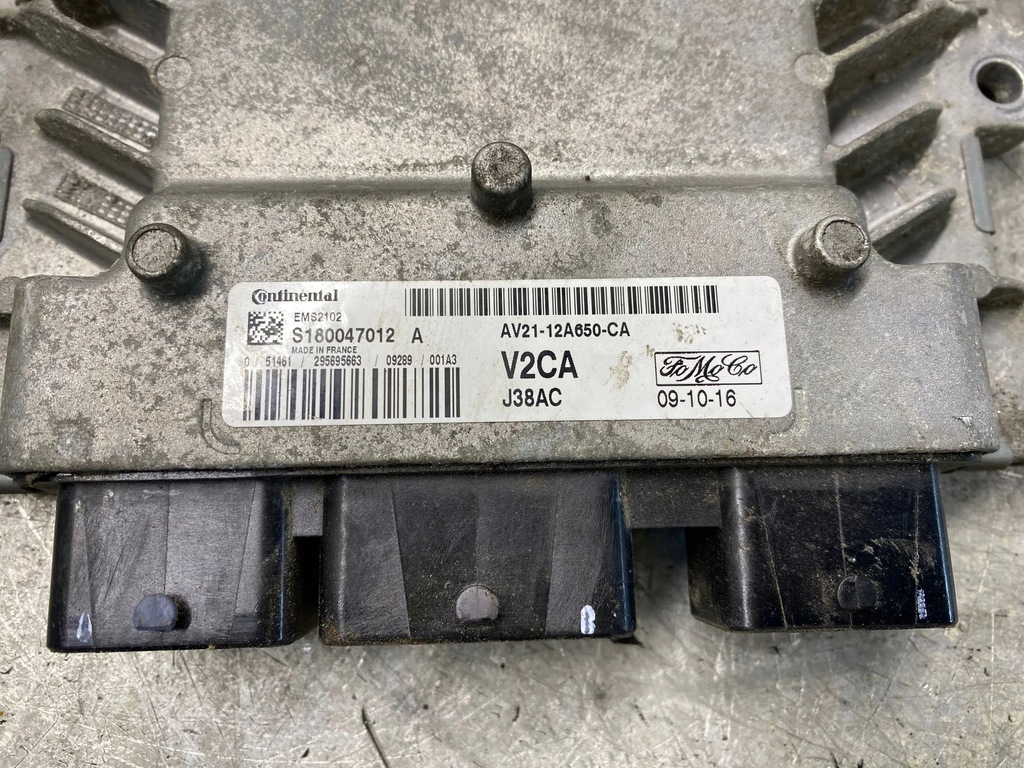 Continental
EMS2102
S180047012 A
MADE IN FRANCE
0 / 51461 / 295695663 / 09289 / 001A3
AV21-12A650-CA
V2CA
FoMoCo
J38AC
09-10-16